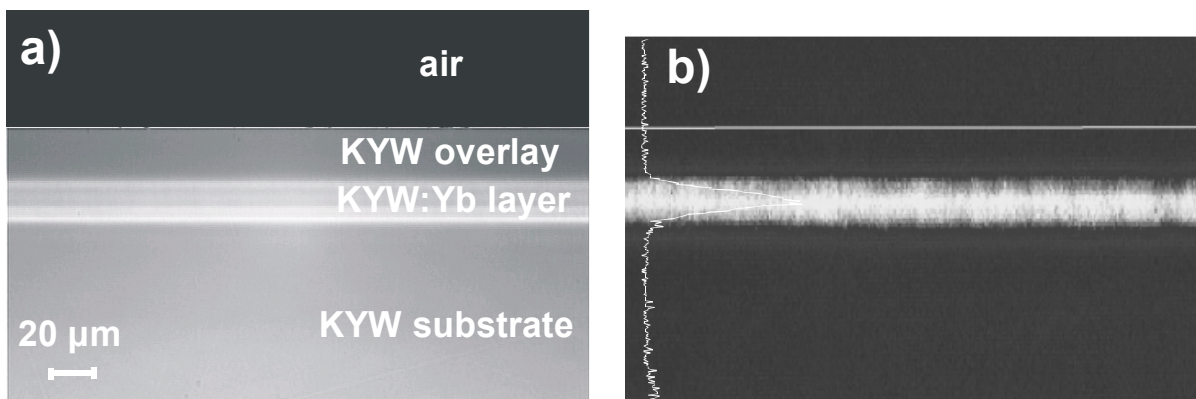 a)
air
KYW overlay
KYW:Yb layer
20 µm
KYW substrate
b)